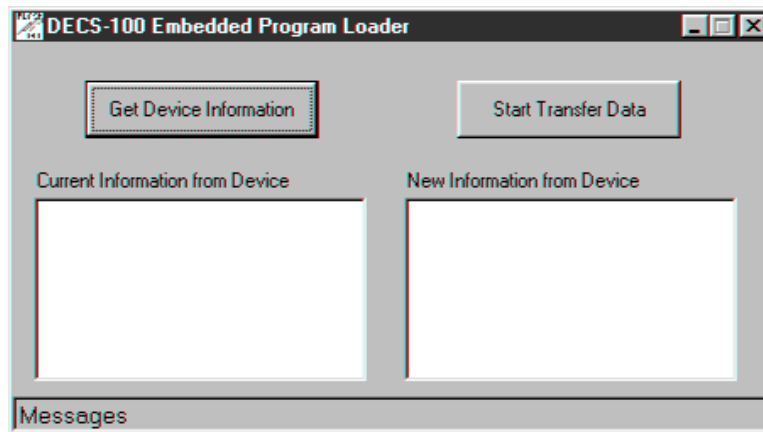 DECS-100 Embedded Program Loader
Get Device Information
Start Transfer Data
Current Information from Device
New Information from Device
Messages